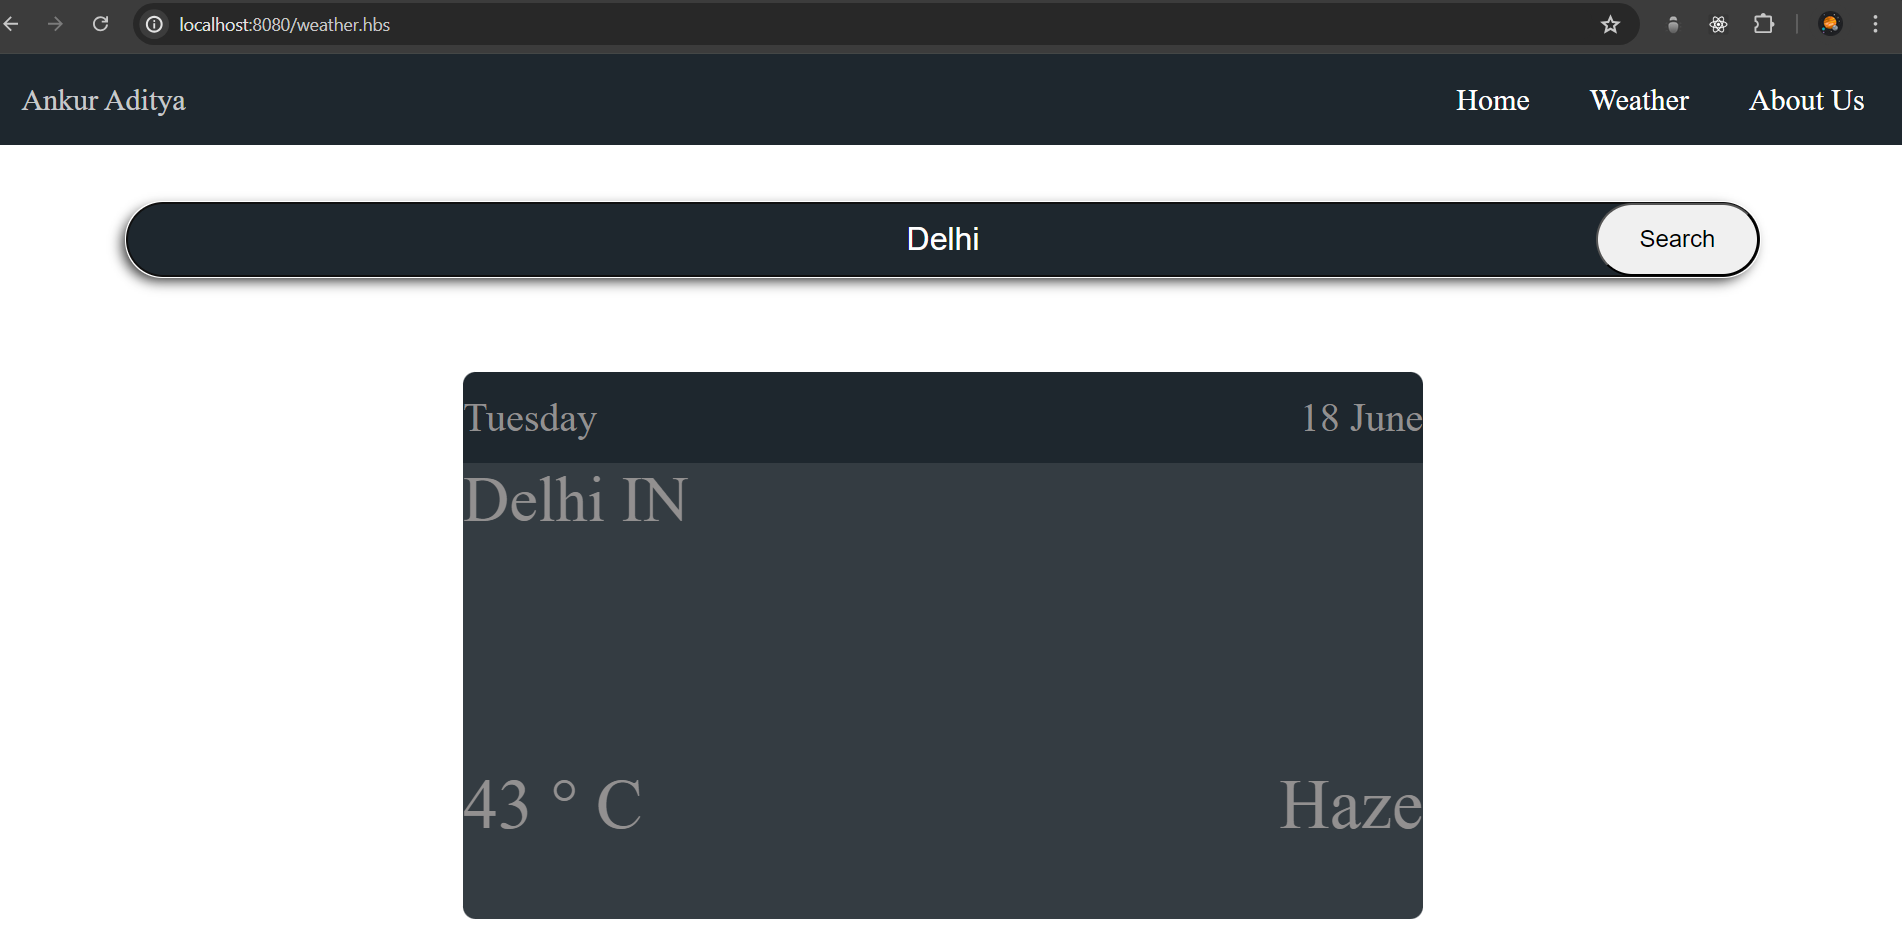 localhost:8080/weather.hbs
Ankur Aditya Home Weather About Us
Delhi Search
Tuesday 18 June
Delhi IN
43 ° C Haze